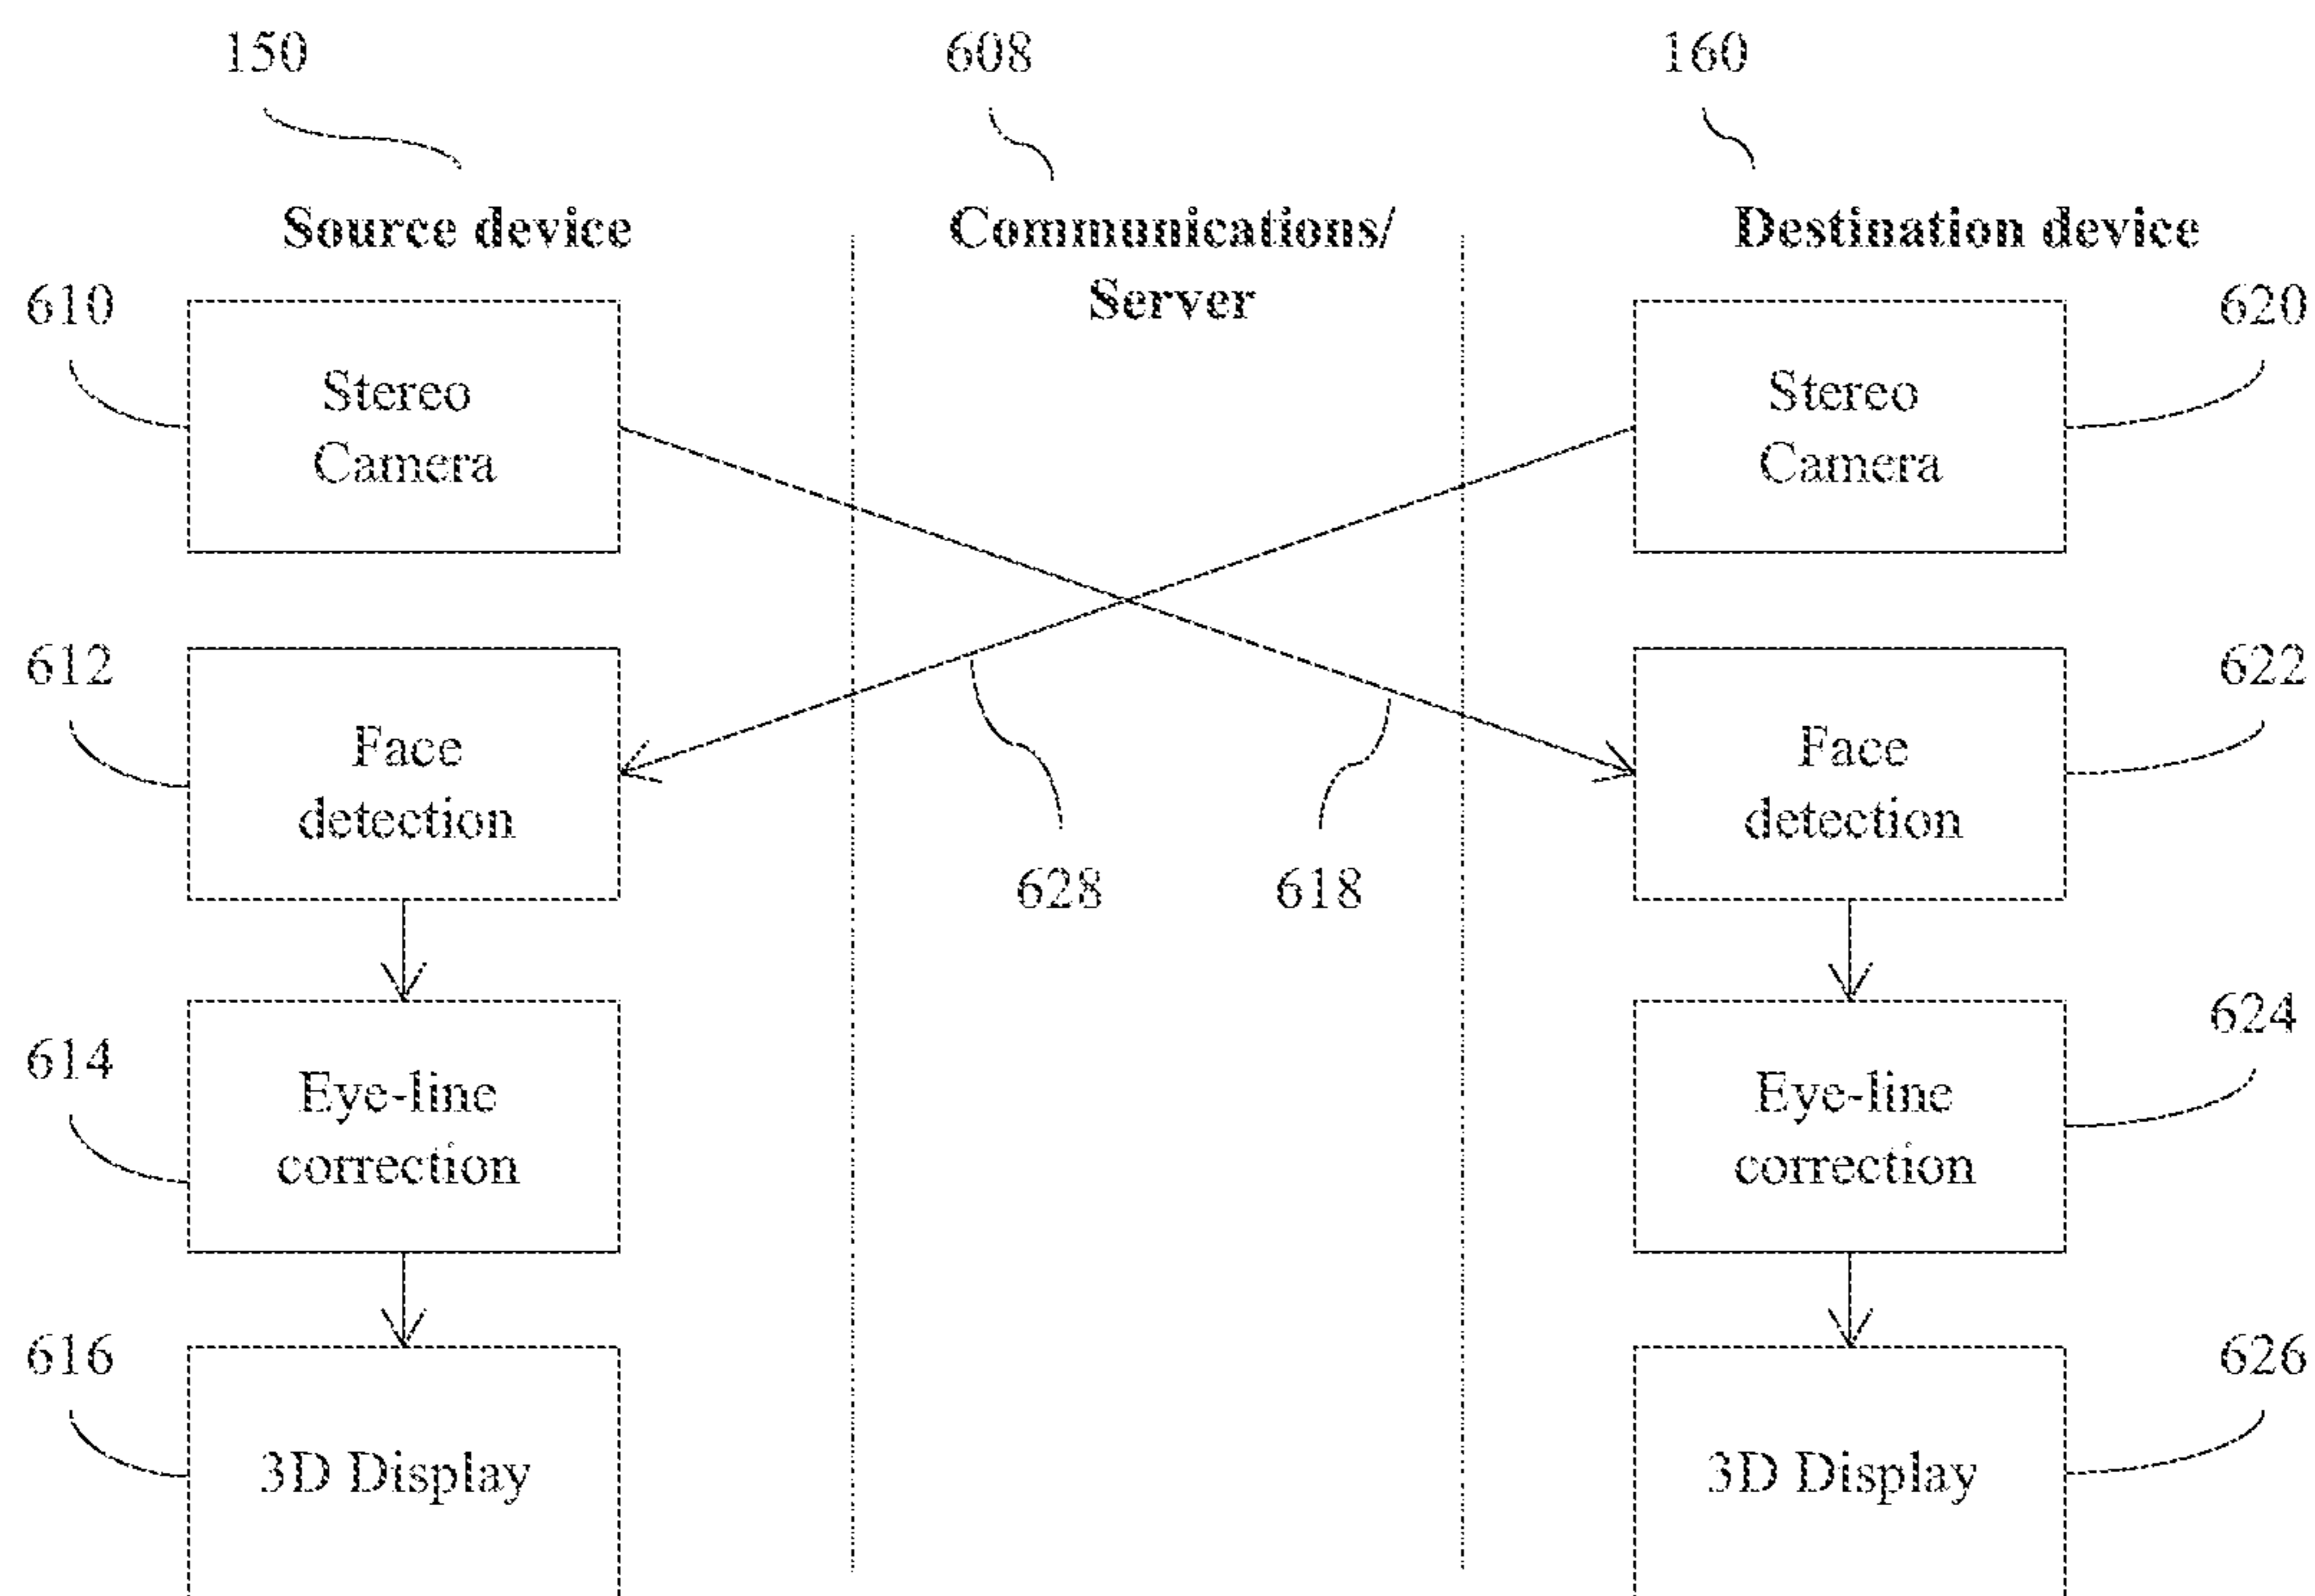 150
608
160
Source device
Communications/
Server
Destination device
610
Stereo
Camera
Stereo
Camera
620
612
Face
detection
Face
detection
622
628
618
614
Eye-line
correction
Eye-line
correction
624
616
3D Display
3D Display
626